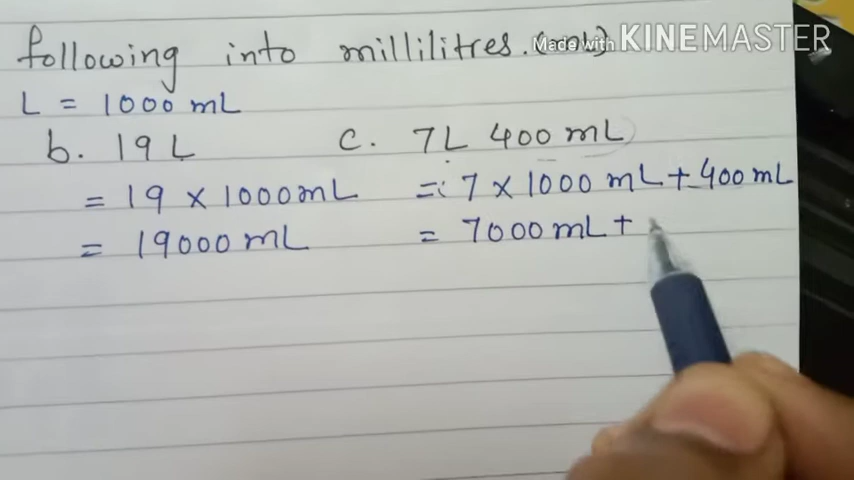 following into millilitres. (mL)
Made with KINEMASTER
L = 1000 mL
b. 19 L
= 19 × 1000 mL
= 19000 mL
c. 7L 400 mL
= 7 × 1000 mL + 400 mL
= 7000 mL +